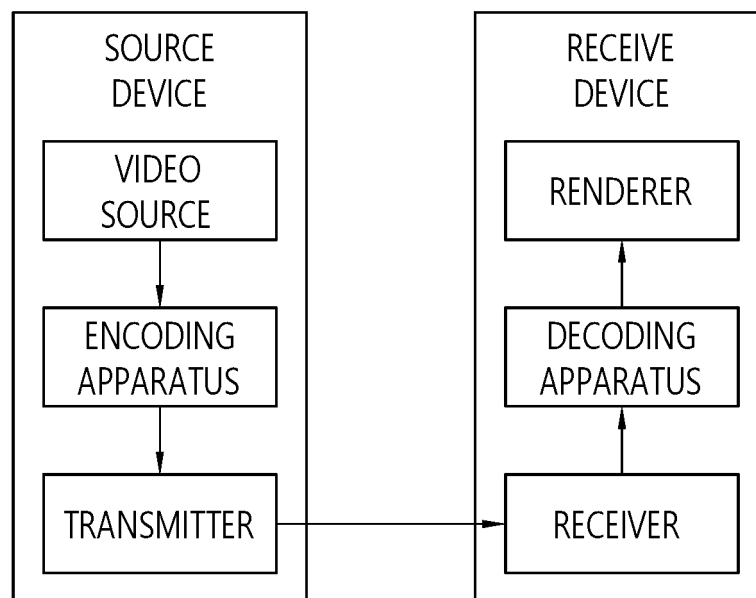 SOURCE
DEVICE
VIDEO
SOURCE
ENCODING
APPARATUS
TRANSMITTER
RECEIVE
DEVICE
RENDERER
DECODING
APPARATUS
RECEIVER